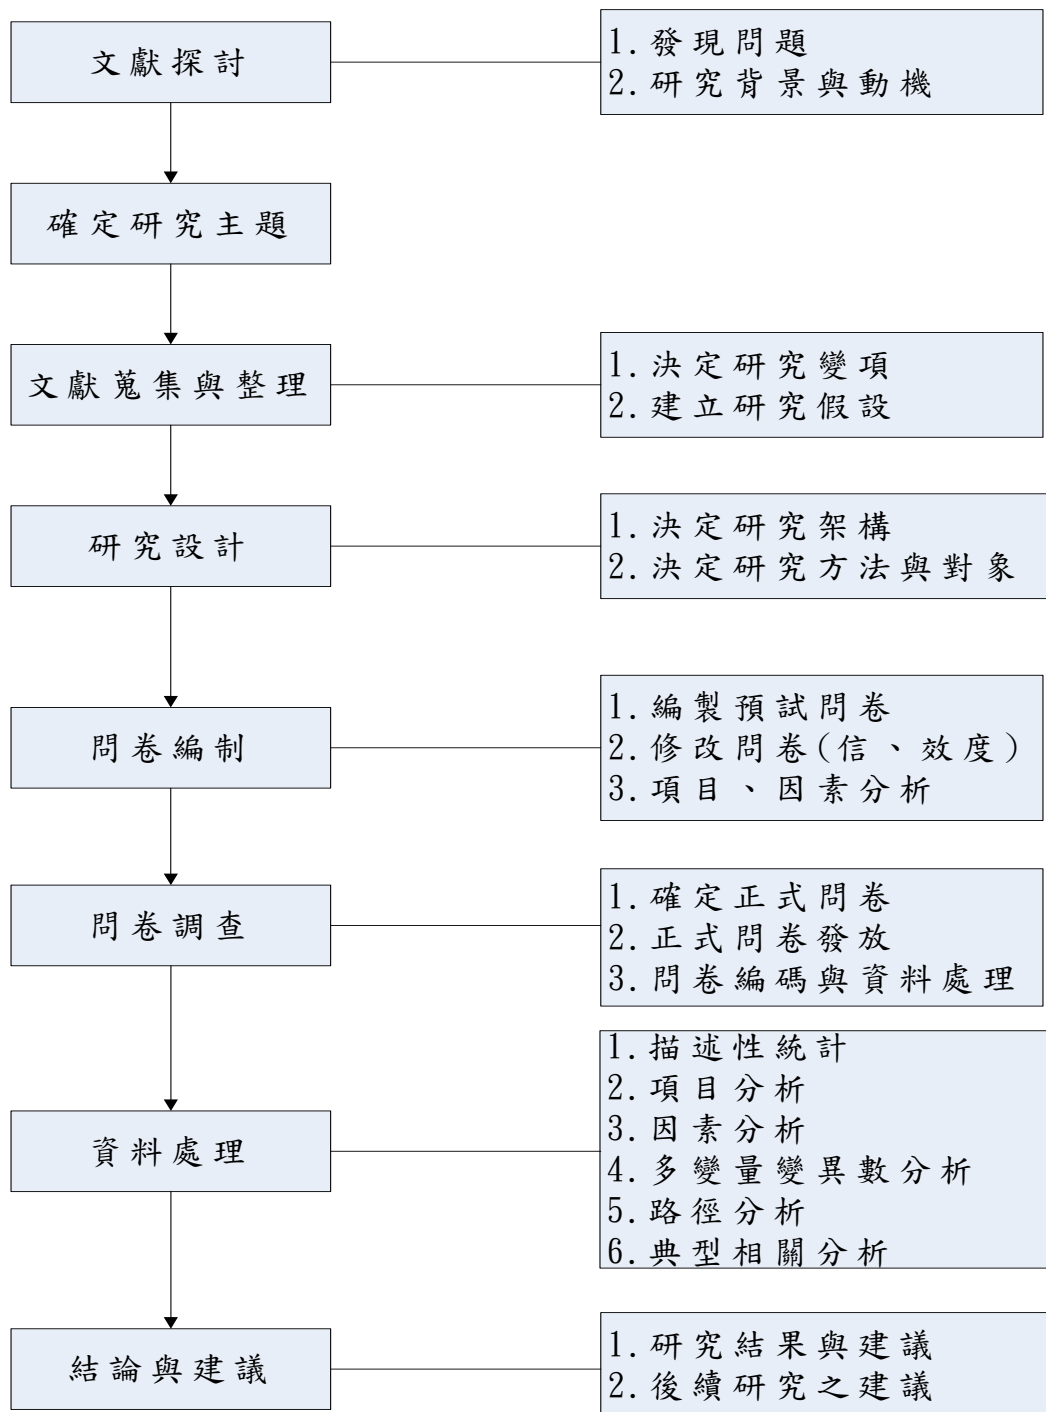 文獻探討
1.發現問題
2.研究背景與動機
確定研究主題
文獻蒐集與整理
1.決定研究變項
2.建立研究假設
研究設計
1.決定研究架構
2.決定研究方法與對象
問卷編制
1.編製預試問卷
2.修改問卷(信、效度)
3.項目、因素分析
問卷調查
1.確定正式問卷
2.正式問卷發放
3.問卷編碼與資料處理
資料處理
1.描述性統計
2.項目分析
3.因素分析
4.多變量變異數分析
5.路徑分析
6.典型相關分析
結論與建議
1.研究結果與建議
2.後續研究之建議